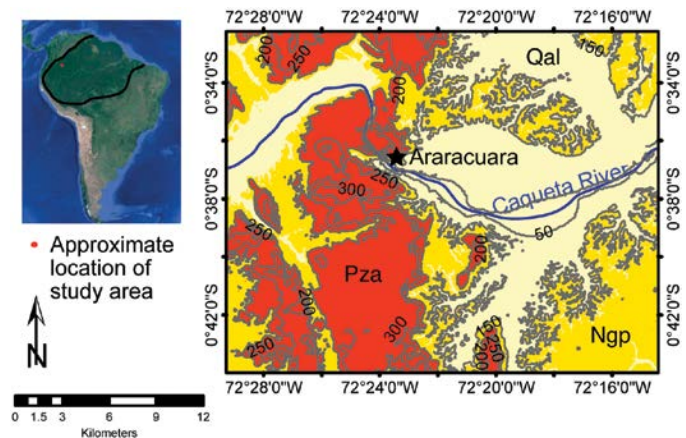 72°28'0"W 72°24'0"W 72°20'0"W 72°16'0"W
0°34'0"S
0°38'0"S
0°42'0"S
0°34'0"S
0°38'0"S
0°42'0"S
200
250
150
Qal
200
Araracuara
250
300
Caqueta River
50
250
200
200
Pza
300
150
250
250
Ngp
72°28'0"W 72°24'0"W 72°20'0"W 72°16'0"W
Approximate
location of
study area
N
0 1.5 3 6 9 12
Kilometers